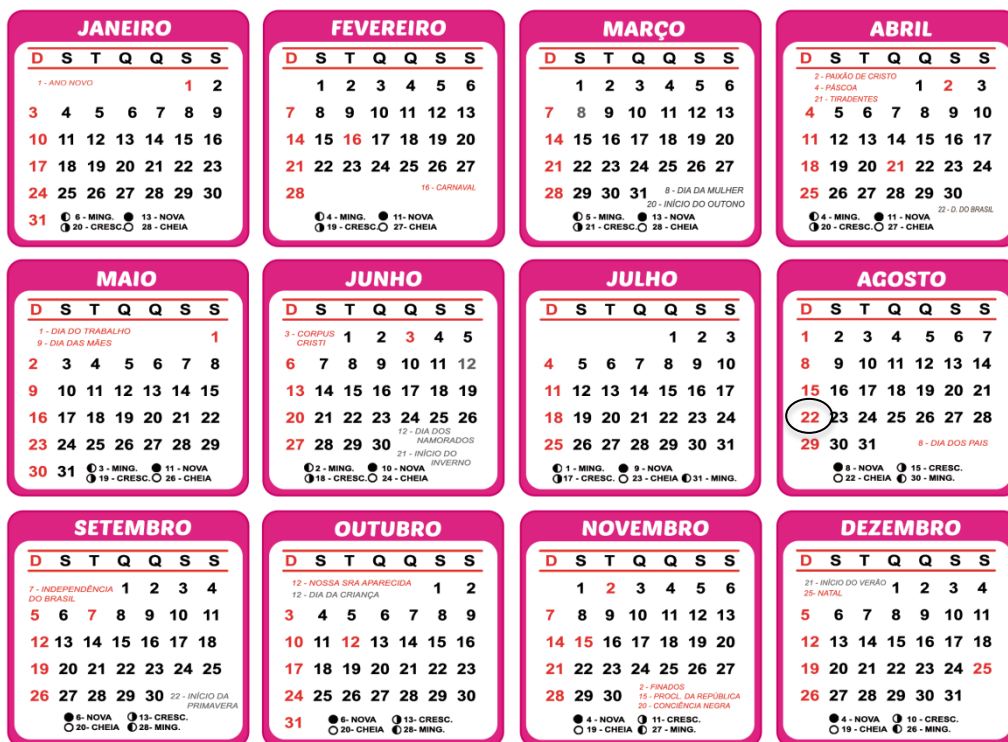 JANEIRO
D S T Q Q S S
1 - ANO NOVO 1 2
3 4 5 6 7 8 9
10 11 12 13 14 15 16
17 18 19 20 21 22 23
24 25 26 27 28 29 30
31 6 - MING. 13 - NOVA
20 - CRESC. 28 - CHEIA
FEVEREIRO
D S T Q Q S S
1 2 3 4 5 6
7 8 9 10 11 12 13
14 15 16 17 18 19 20
21 22 23 24 25 26 27
28 16 - CARNAVAL
4 - MING. 11- NOVA
19 - CRESC. 27- CHEIA
MARÇO
D S T Q Q S S
1 2 3 4 5 6
7 8 9 10 11 12 13
14 15 16 17 18 19 20
21 22 23 24 25 26 27
28 29 30 31 8 - DIA DA MULHER
20 - INÍCIO DO OUTONO
5 - MING. 13 - NOVA
21 - CRESC. 28 - CHEIA
ABRIL
D S T Q Q S S
2 - PAIXÃO DE CRISTO
4 - PÁSCOA 1 2 3
21 - TIRADENTES
4 5 6 7 8 9 10
11 12 13 14 15 16 17
18 19 20 21 22 23 24
25 26 27 28 29 30
22 - D. DO BRASIL
4 - MING. 11 - NOVA
20 - CRESC. 27 - CHEIA
MAIO
D S T Q Q S S
1 - DIA DO TRABALHO 1
9 - DIA DAS MÃES
2 3 4 5 6 7 8
9 10 11 12 13 14 15
16 17 18 19 20 21 22
23 24 25 26 27 28 29
30 31 3 - MING. 11 - NOVA
19 - CRESC. 26 - CHEIA
JUNHO
D S T Q Q S S
3 - CORPUS 1 2 3 4 5
CRISTI
6 7 8 9 10 11 12
13 14 15 16 17 18 19
20 21 22 23 24 25 26
27 28 29 30 12 - DIA DOS
NAMORADOS
21 - INÍCIO DO
INVERNO
2 - MING. 10 - NOVA
18 - CRESC. 24 - CHEIA
JULHO
D S T Q Q S S
1 2 3
4 5 6 7 8 9 10
11 12 13 14 15 16 17
18 19 20 21 22 23 24
25 26 27 28 29 30 31
1 - MING. 9 - NOVA
17 - CRESC. 23 - CHEIA 31 - MING.
AGOSTO
D S T Q Q S S
1 2 3 4 5 6 7
8 9 10 11 12 13 14
15 16 17 18 19 20 21
22 23 24 25 26 27 28
29 30 31 8 - DIA DOS PAIS
8 - NOVA 15 - CRESC.
22 - CHEIA 30 - MING.
SETEMBRO
D S T Q Q S S
7 - INDEPENDÊNCIA 1 2 3 4
DO BRASIL
5 6 7 8 9 10 11
12 13 14 15 16 17 18
19 20 21 22 23 24 25
26 27 28 29 30 22 - INÍCIO DA
PRIMAVERA
6- NOVA 13- CRESC.
20- CHEIA 28- MING.
OUTUBRO
D S T Q Q S S
12 - NOSSA SRA APARECIDA 1 2
12 - DIA DA CRIANÇA
3 4 5 6 7 8 9
10 11 12 13 14 15 16
17 18 19 20 21 22 23
24 25 26 27 28 29 30
31 6- NOVA 13- CRESC.
20- CHEIA 28- MING.
NOVEMBRO
D S T Q Q S S
1 2 3 4 5 6
7 8 9 10 11 12 13
14 15 16 17 18 19 20
21 22 23 24 25 26 27
28 29 30 2 - FINADOS
15 - PROCL. DA REPÚBLICA
20 - CONCIÊNCIA NEGRA
4 - NOVA 11- CRESC.
19 - CHEIA 27 - MING.
DEZEMBRO
D S T Q Q S S
21 - INÍCIO DO VERÃO 1 2 3 4
25- NATAL
5 6 7 8 9 10 11
12 13 14 15 16 17 18
19 20 21 22 23 24 25
26 27 28 29 30 31
4 - NOVA 10 - CRESC.
19 - CHEIA 26 - MING.